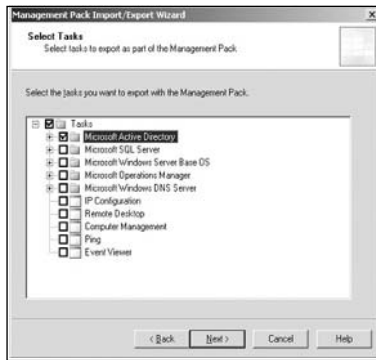 Management Pack Import/Export Wizard
Select Tasks
Select tasks to export as part of the Management Pack
Select the tasks you want to export with the Management Pack.
Tasks
Microsoft Active Directory
Microsoft SQL Server
Microsoft Windows Server Base OS
Microsoft Operations Manager
Microsoft Windows DNS Server
IP Configuration
Remote Desktop
Computer Management
Ping
Event Viewer
< Back Next > Cancel Help